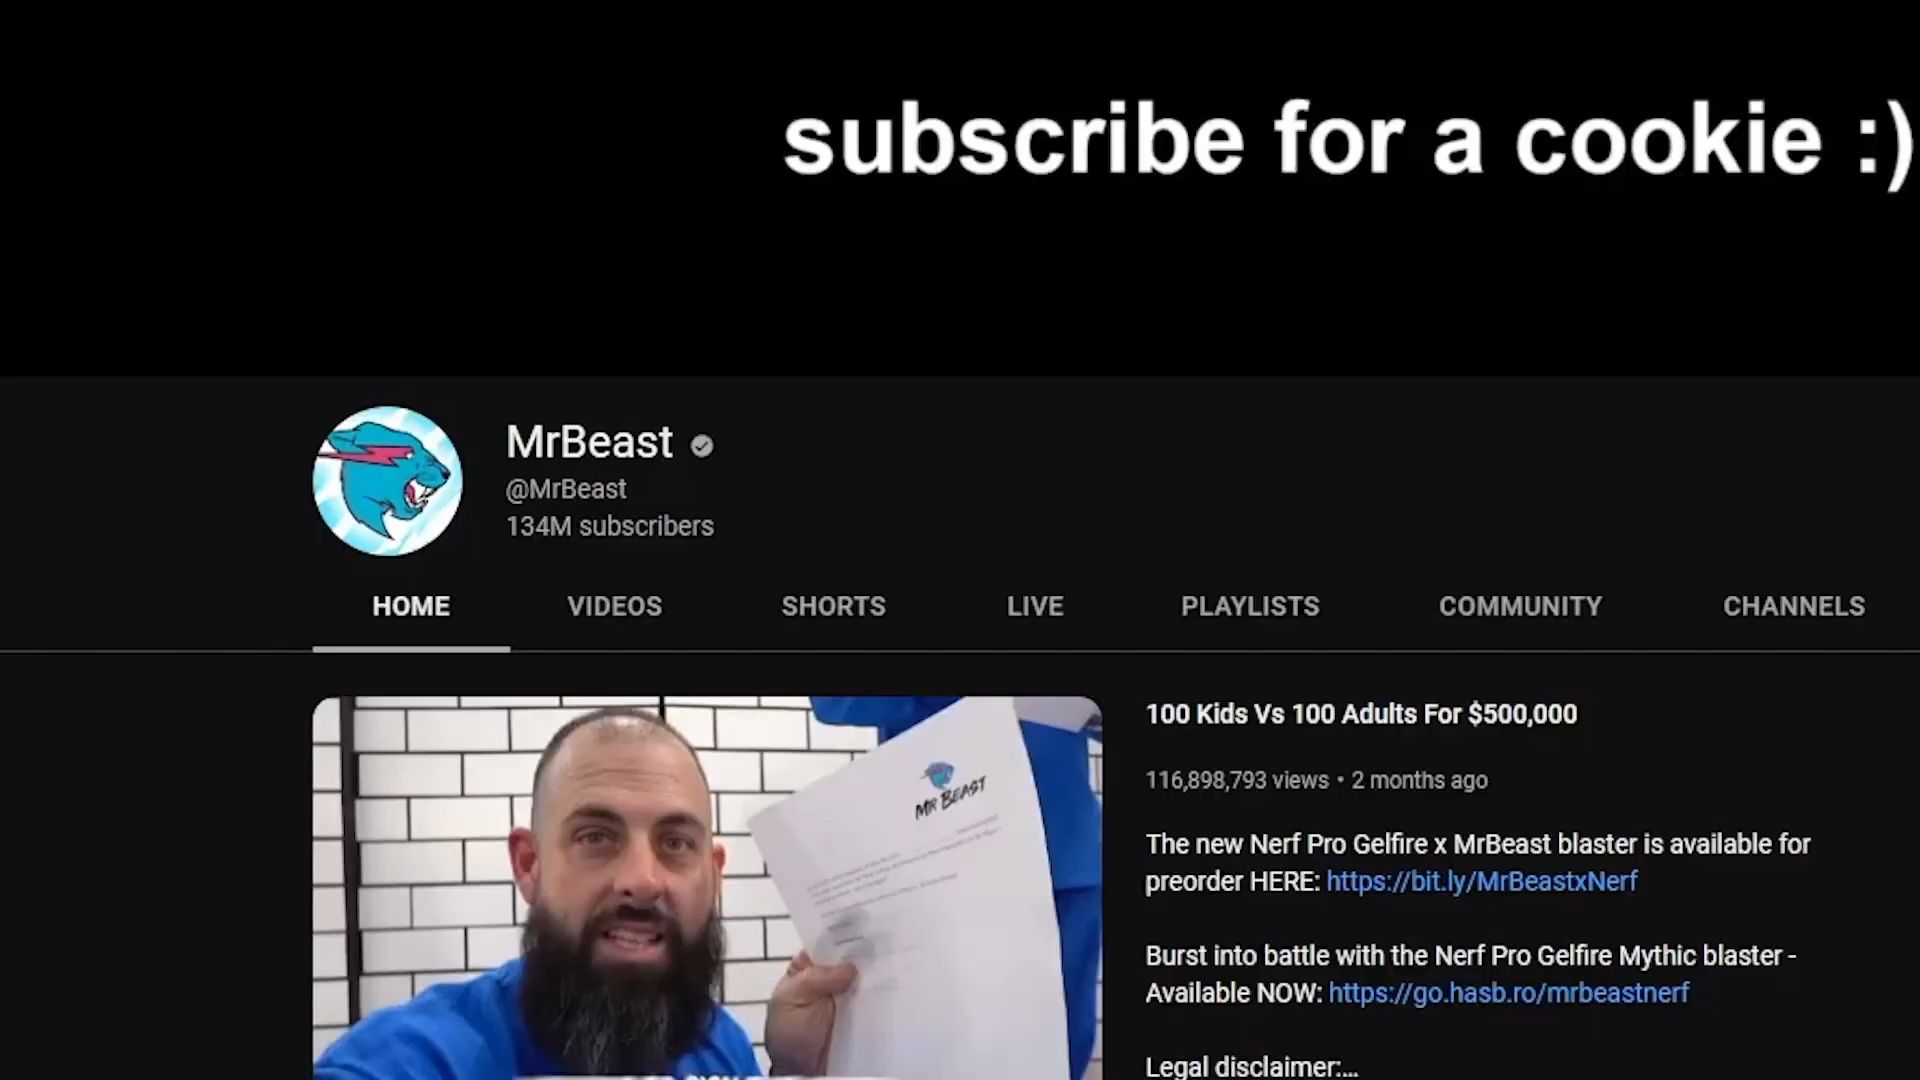 subscribe for a cookie :)
MrBeast
@MrBeast
134M subscribers
HOME VIDEOS SHORTS LIVE PLAYLISTS COMMUNITY CHANNELS
MR BEAST
100 Kids Vs 100 Adults For $500,000
116,898,793 views • 2 months ago
The new Nerf Pro Gelfire x MrBeast blaster is available for
preorder HERE: https://bit.ly/MrBeastxNerf
Burst into battle with the Nerf Pro Gelfire Mythic blaster -
Available NOW: https://go.hasb.ro/mrbeastnerf
Legal disclaimer:...